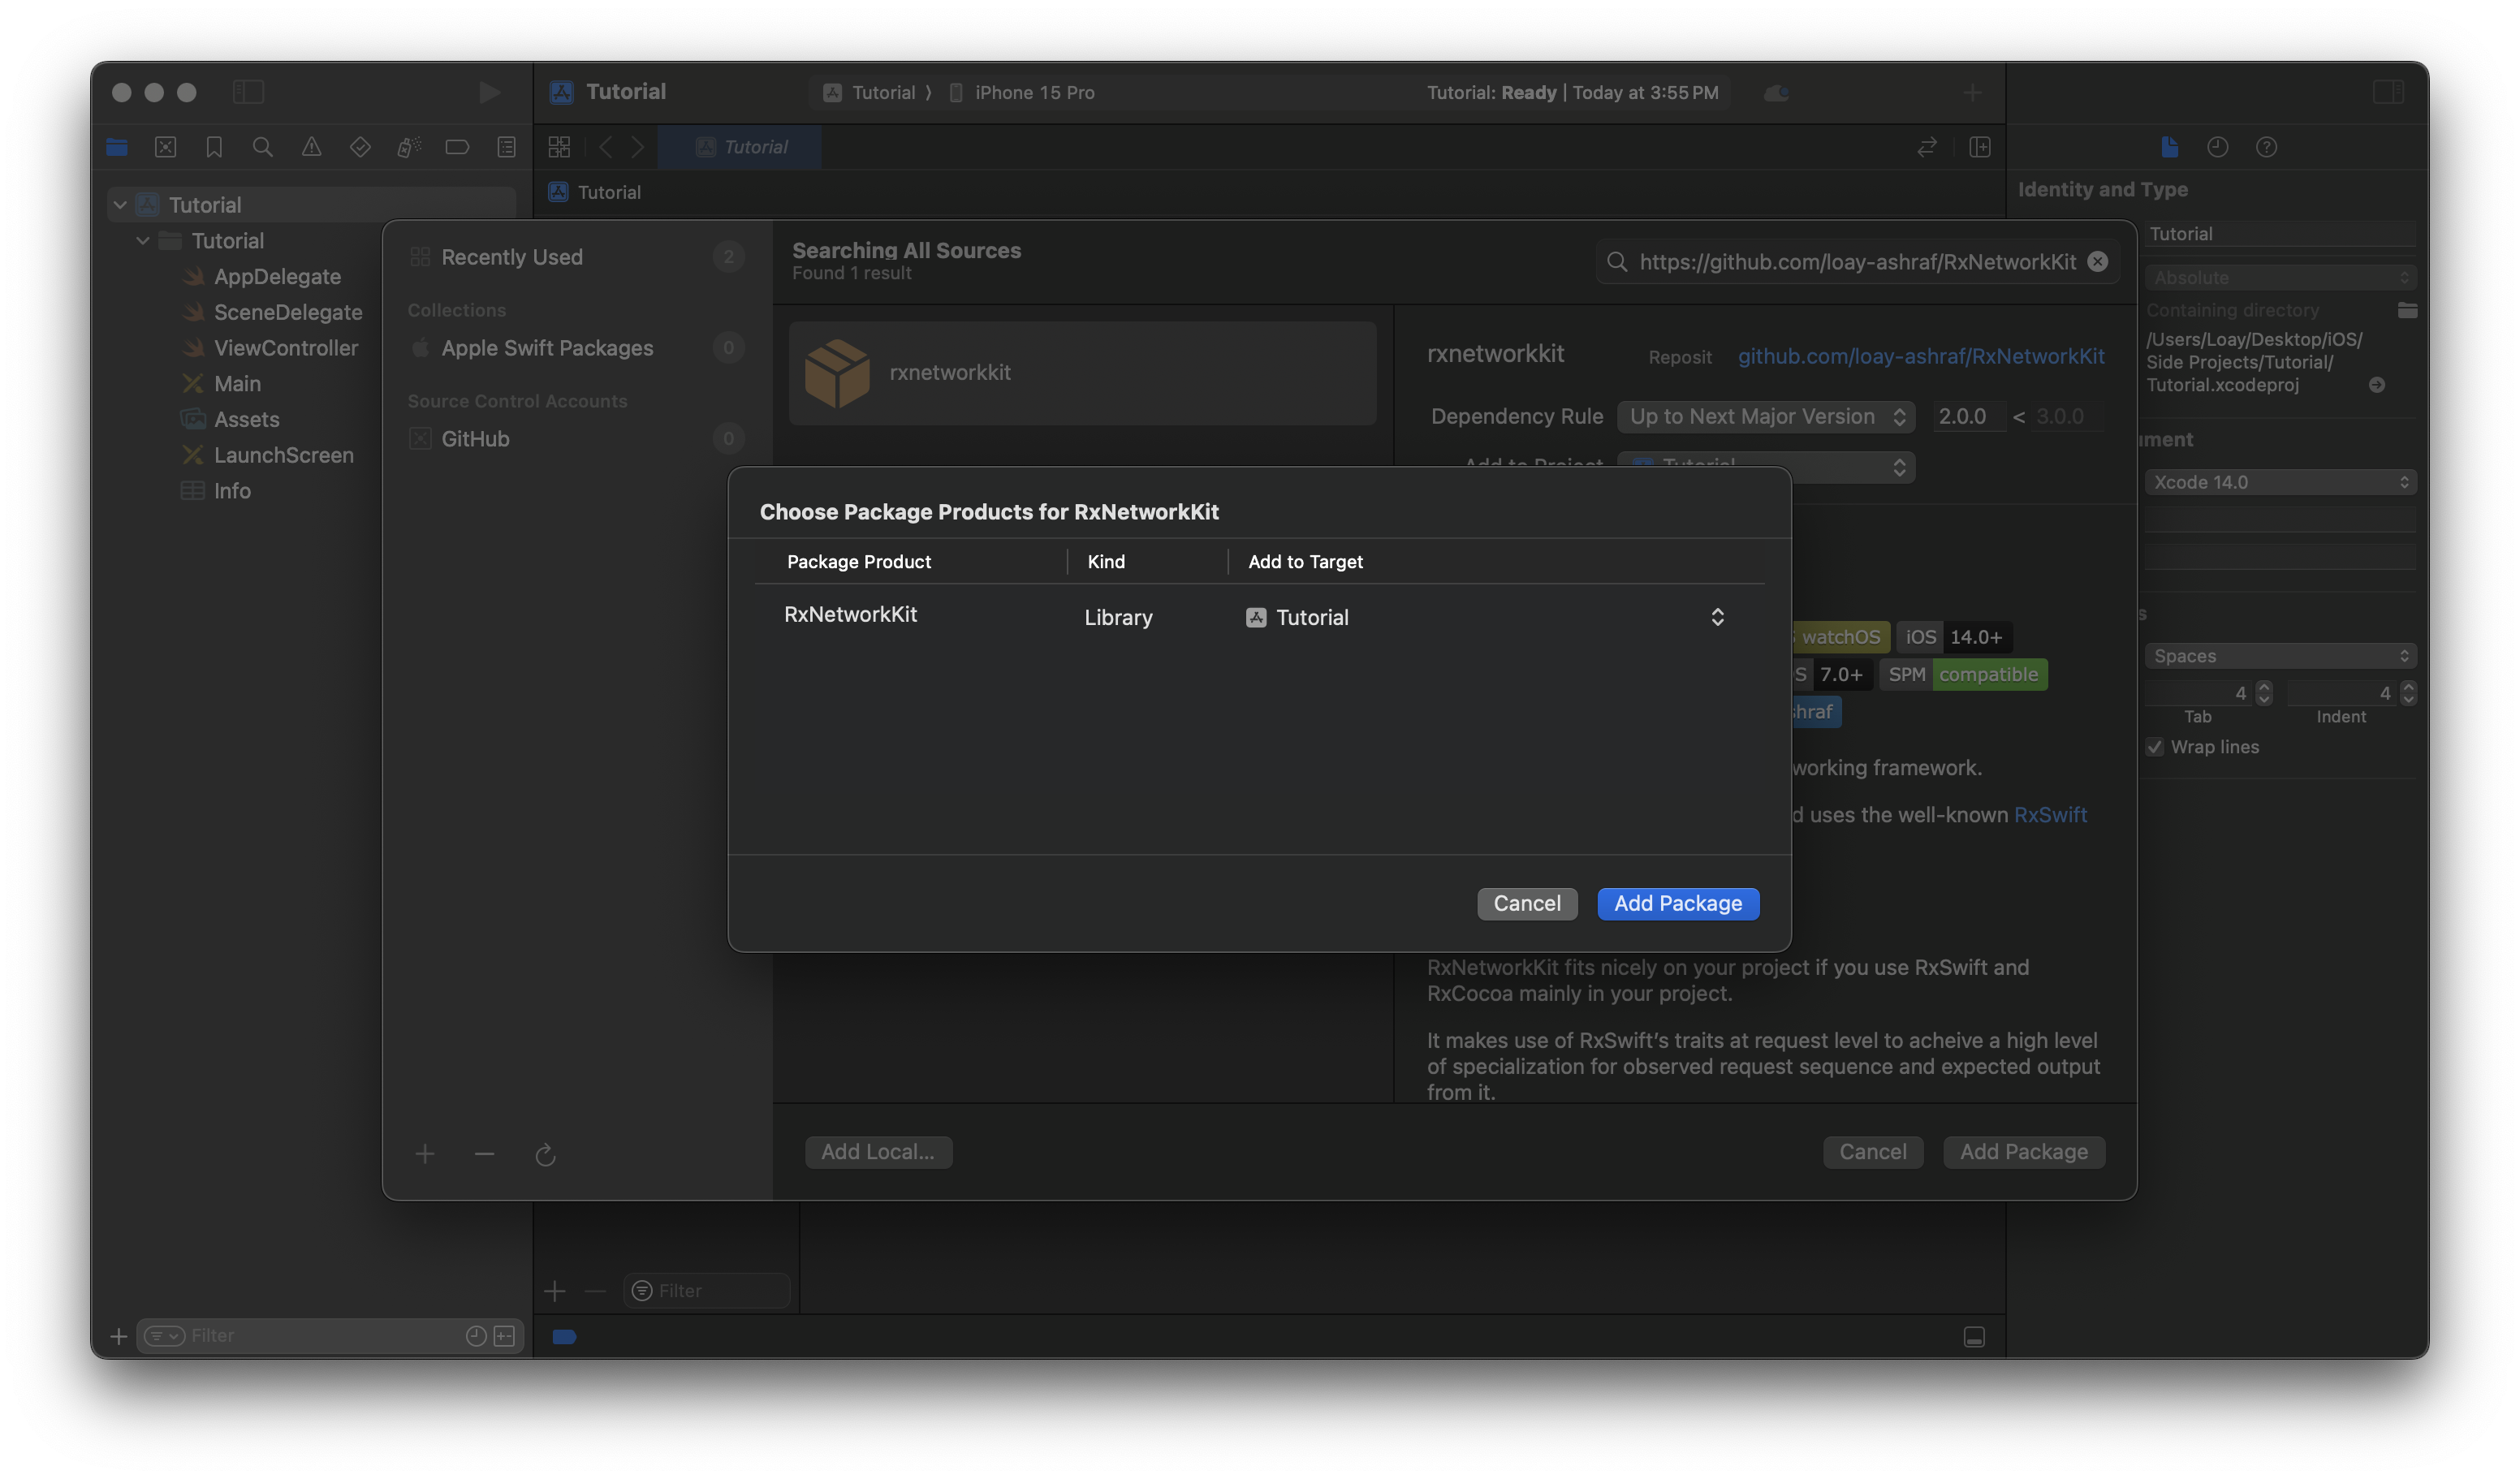 Tutorial
Tutorial 〉 iPhone 15 Pro
Tutorial: Ready | Today at 3:55 PM
Tutorial
Tutorial
Tutorial
Tutorial
AppDelegate
SceneDelegate
ViewController
Main
Assets
LaunchScreen
Info
Filter
Recently Used 2
Collections
Apple Swift Packages 0
Source Control Accounts
GitHub 0
Searching All Sources
Found 1 result
https://github.com/loay-ashraf/RxNetworkKit
rxnetworkkit
rxnetworkkit
Reposit github.com/loay-ashraf/RxNetworkKit
Dependency Rule Up to Next Major Version 2.0.0 < 3.0.0
Add to Project Tutorial
Choose Package Products for RxNetworkKit
Package Product Kind Add to Target
RxNetworkKit Library Tutorial
Cancel Add Package
watchOS iOS 14.0+
S 7.0+ SPM compatible
shraf
working framework.
d uses the well-known RxSwift
RxNetworkKit fits nicely on your project if you use RxSwift and
RxCocoa mainly in your project.
It makes use of RxSwift’s traits at request level to acheive a high level
of specialization for observed request sequence and expected output
from it.
Add Local...
Cancel Add Package
Filter
Identity and Type
Tutorial
Absolute
Containing directory
/Users/Loay/Desktop/iOS/
Side Projects/Tutorial/
Tutorial.xcodeproj
ument
Xcode 14.0
s
Spaces
4 4
Tab Indent
Wrap lines